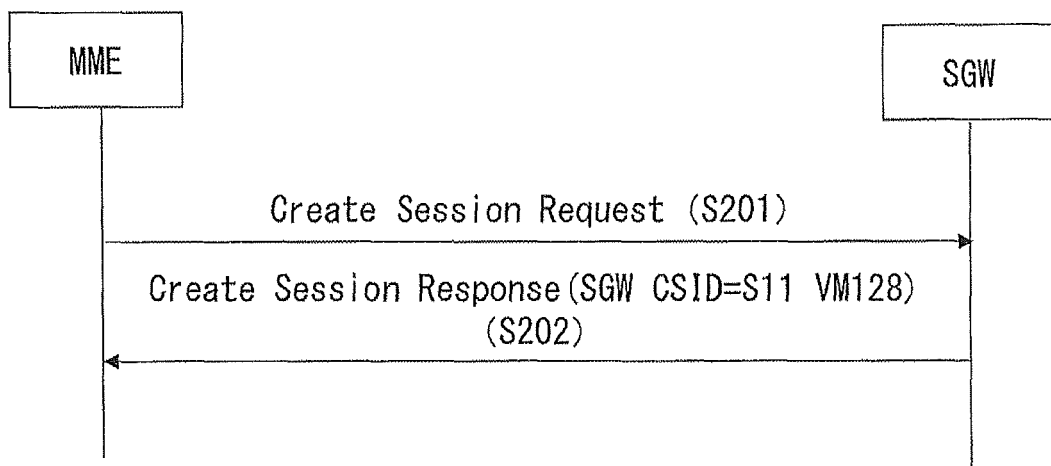 MME
SGW
Create Session Request (S201)
Create Session Response(SGW CSID=S11 VM128)
(S202)